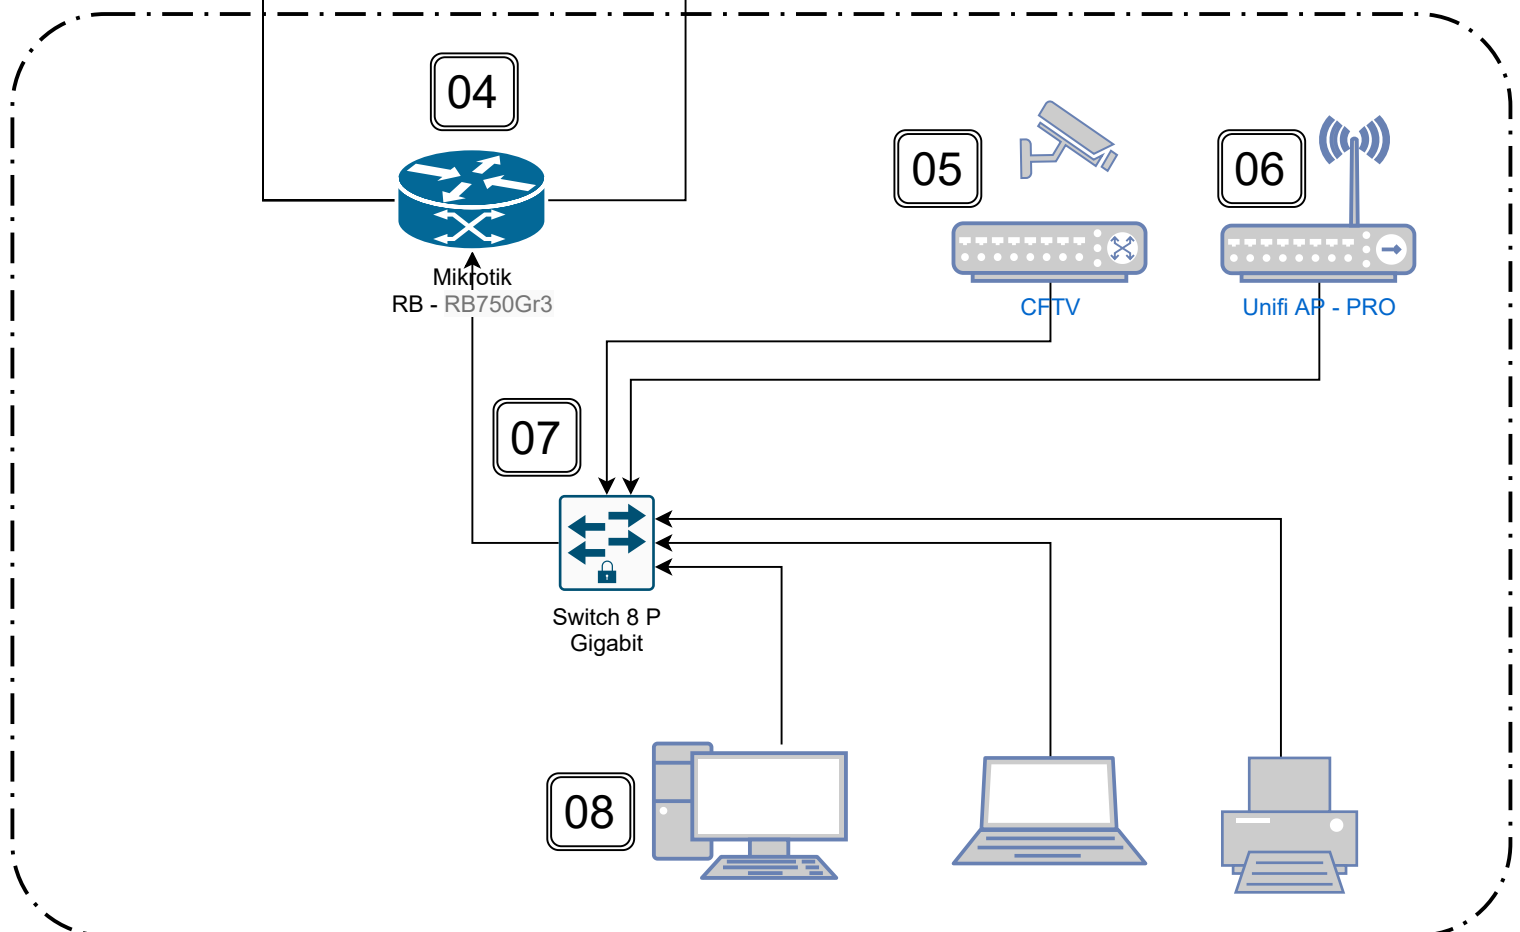 04
05
06
Mikrotik
RB - RB750Gr3
CFTV
Unifi AP - PRO
07
Switch 8 P
Gigabit
08